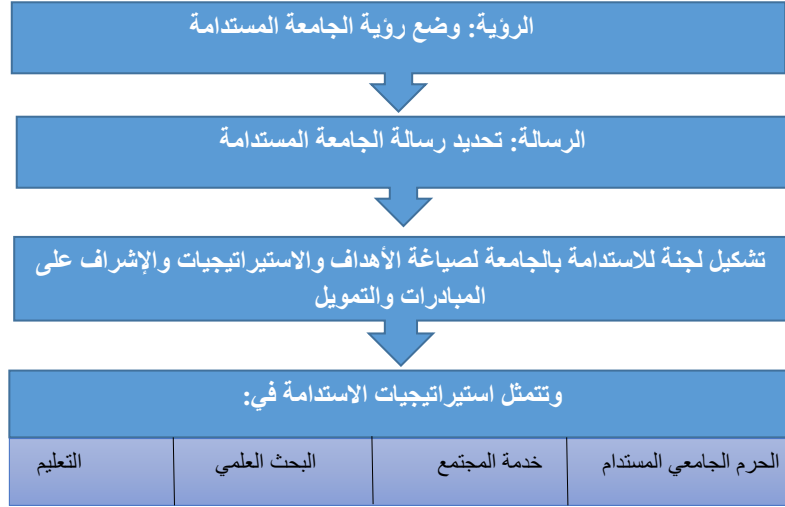 الرؤية: وضع رؤية الجامعة المستدامة
الرسالة: تحديد رسالة الجامعة المستدامة
تشكيل لجنة للاستدامة بالجامعة لصياغة الأهداف والاستيراتيجيات والإشراف على
المبادرات والتمويل
وتتمثل استيراتيجيات الاستدامة في:
الحرم الجامعي المستدام
خدمة المجتمع
البحث العلمي
التعليم